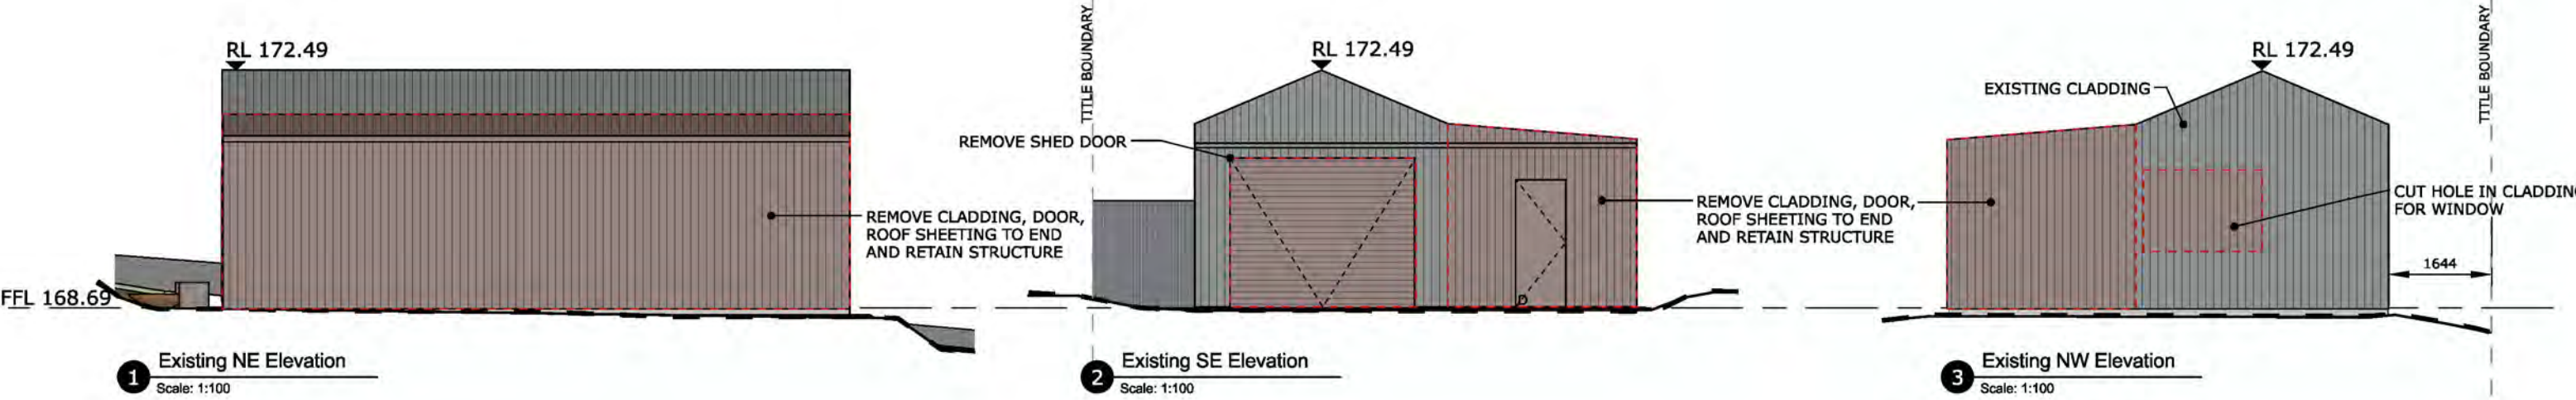 RL 172.49
FFL 168.69
REMOVE CLADDING, DOOR,
ROOF SHEETING TO END
AND RETAIN STRUCTURE
1
Existing NE Elevation
Scale: 1:100
TITLE BOUNDARY
RL 172.49
REMOVE SHED DOOR
D
REMOVE CLADDING, DOOR,
ROOF SHEETING TO END
AND RETAIN STRUCTURE
2
Existing SE Elevation
Scale: 1:100
RL 172.49
TITLE BOUNDARY
EXISTING CLADDING
CUT HOLE IN CLADDING
FOR WINDOW
1644
3
Existing NW Elevation
Scale: 1:100